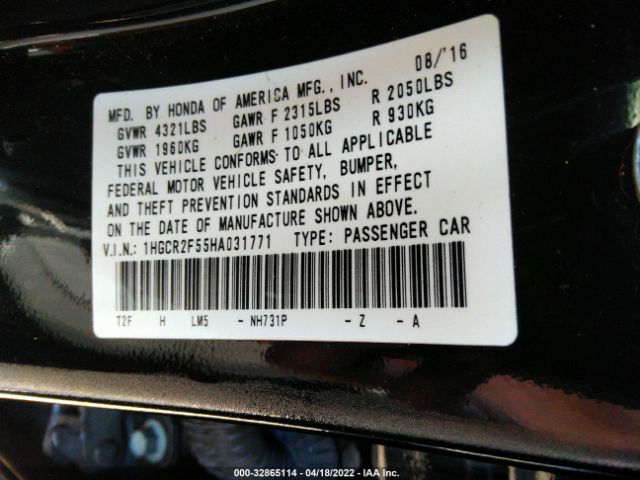 MFD. BY HONDA OF AMERICA MFG., INC. 08/'16
GVWR 4321LBS GAWR F 2315LBS R 2050LBS
GVWR 1960KG GAWR F 1050KG R 930KG
THIS VEHICLE CONFORMS TO ALL APPLICABLE
FEDERAL MOTOR VEHICLE SAFETY, BUMPER,
AND THEFT PREVENTION STANDARDS IN EFFECT
ON THE DATE OF MANUFACTURE SHOWN ABOVE.
V.I.N.: 1HGCR2F55HA031771 TYPE: PASSENGER CAR
T2F H LM5 - NH731P - Z - A
000-32865114 - 04/18/2022 - IAA Inc.